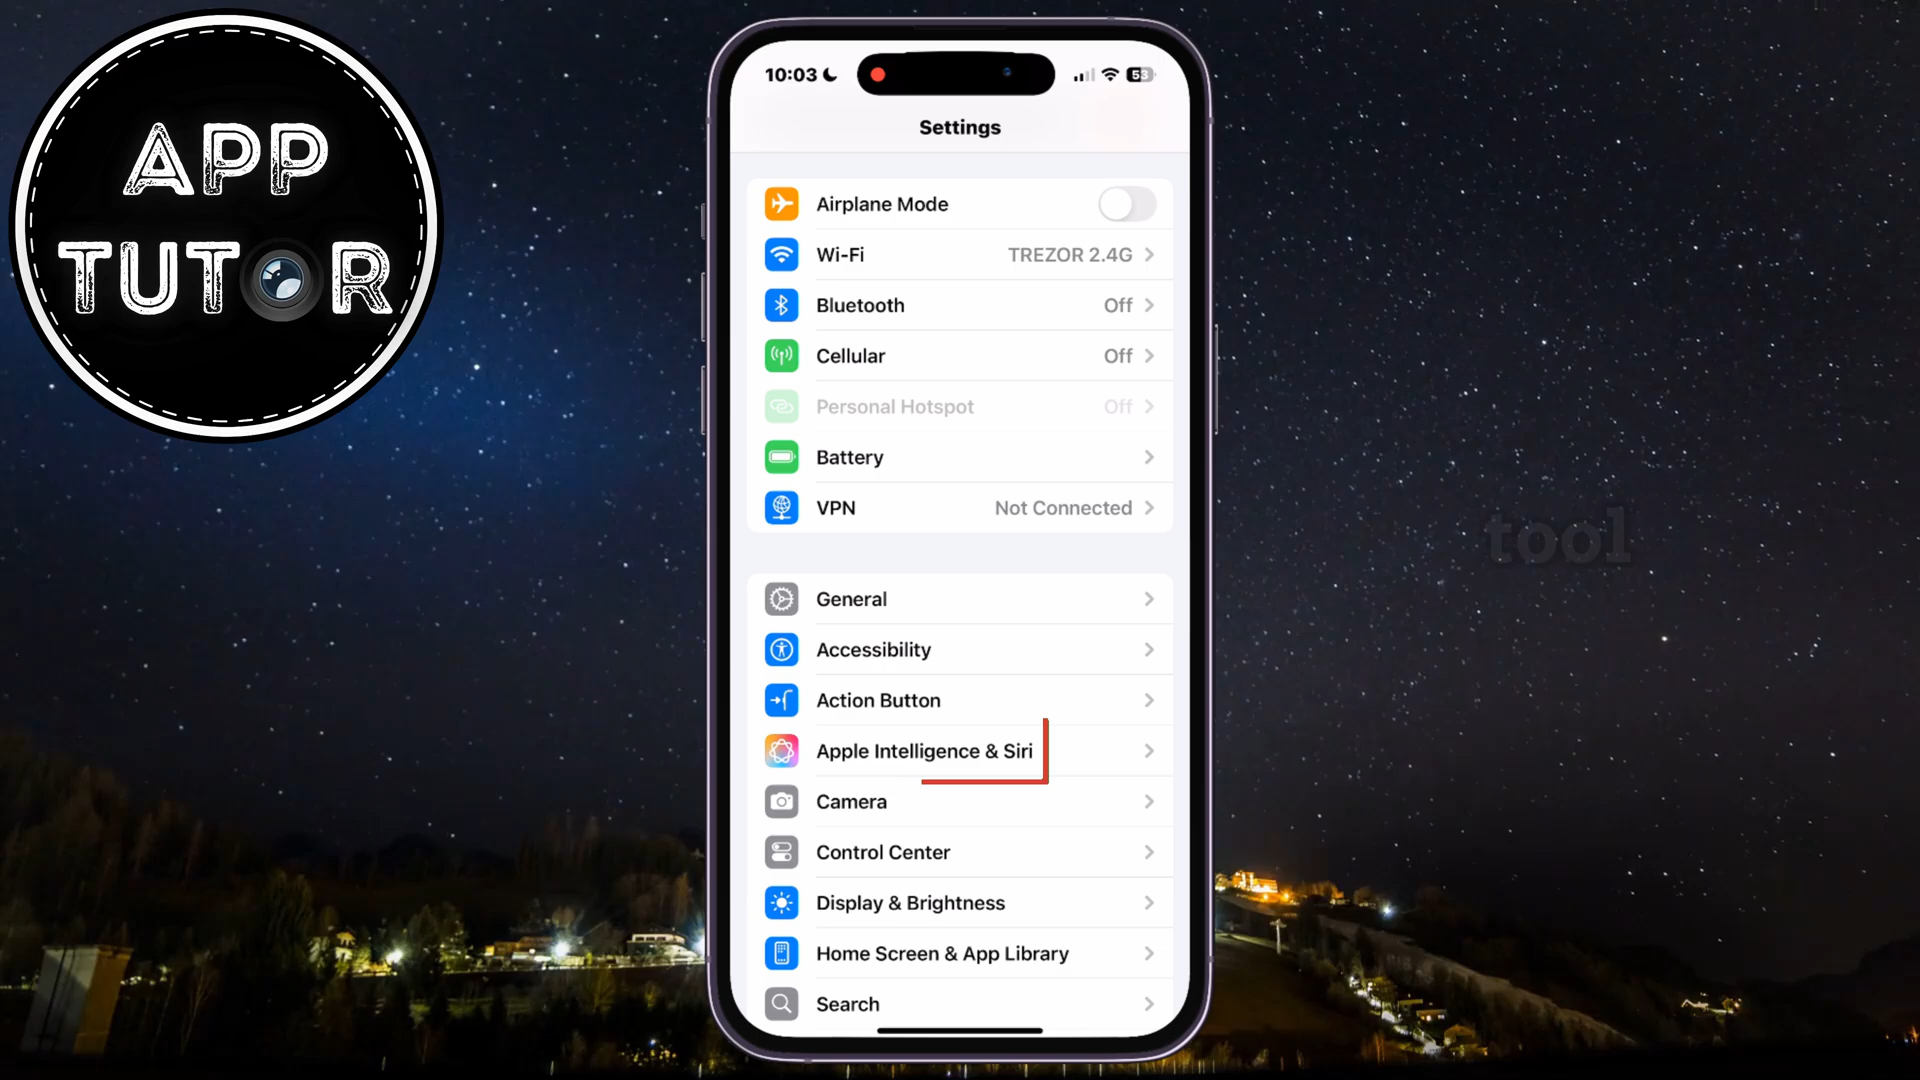 APP
TUTOR
10:03
53
Settings
Airplane Mode
Wi-Fi TREZOR 2.4G
Bluetooth Off
Cellular Off
Personal Hotspot Off
Battery
VPN Not Connected
General
Accessibility
Action Button
Apple Intelligence & Siri
Camera
Control Center
Display & Brightness
Home Screen & App Library
Search
tool